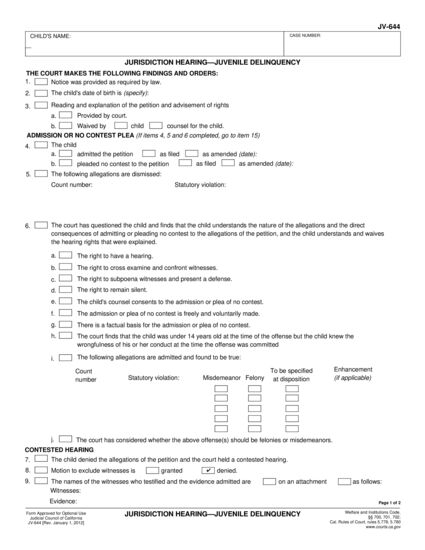 JV-644
CHILD'S NAME:
CASE NUMBER:
JURISDICTION HEARING—JUVENILE DELINQUENCY
THE COURT MAKES THE FOLLOWING FINDINGS AND ORDERS:
1. Notice was provided as required by law.
2. The child's date of birth is (specify):
3. Reading and explanation of the petition and advisement of rights
a. Provided by court.
b. Waived by child counsel for the child.
ADMISSION OR NO CONTEST PLEA (If items 4, 5 and 6 completed, go to item 15)
4. The child
a. admitted the petition as filed as amended (date):
b. pleaded no contest to the petition as filed as amended (date):
5. The following allegations are dismissed:
Count number: Statutory violation:
6. The court has questioned the child and finds that the child understands the nature of the allegations and the direct
consequences of admitting or pleading no contest to the allegations of the petition, and the child understands and waives
the hearing rights that were explained.
a. The right to have a hearing.
b. The right to cross examine and confront witnesses.
c. The right to subpoena witnesses and present a defense.
d. The right to remain silent.
e. The child's counsel consents to the admission or plea of no contest.
f. The admission or plea of no contest is freely and voluntarily made.
g. There is a factual basis for the admission or plea of no contest.
h. The court finds that the child was under 14 years old at the time of the offense but the child knew the
wrongfulness of his or her conduct at the time the offense was committed
i. The following allegations are admitted and found to be true:
Count number Statutory violation: Misdemeanor Felony To be specified at disposition Enhancement (if applicable)
j. The court has considered whether the above offense(s) should be felonies or misdemeanors.
CONTESTED HEARING
7. The child denied the allegations of the petition and the court held a contested hearing.
8. Motion to exclude witnesses is granted ✔ denied.
9. The names of the witnesses who testified and the evidence admitted are on an attachment as follows:
Witnesses:
Evidence:
Page 1 of 2
Form Approved for Optional Use
Judicial Council of California
JV-644 [Rev. January 1, 2012]
JURISDICTION HEARING—JUVENILE DELINQUENCY
Welfare and Institutions Code,
§§ 700, 701, 702;
Cal. Rules of Court, rules 5.778, 5.780
www.courts.ca.gov